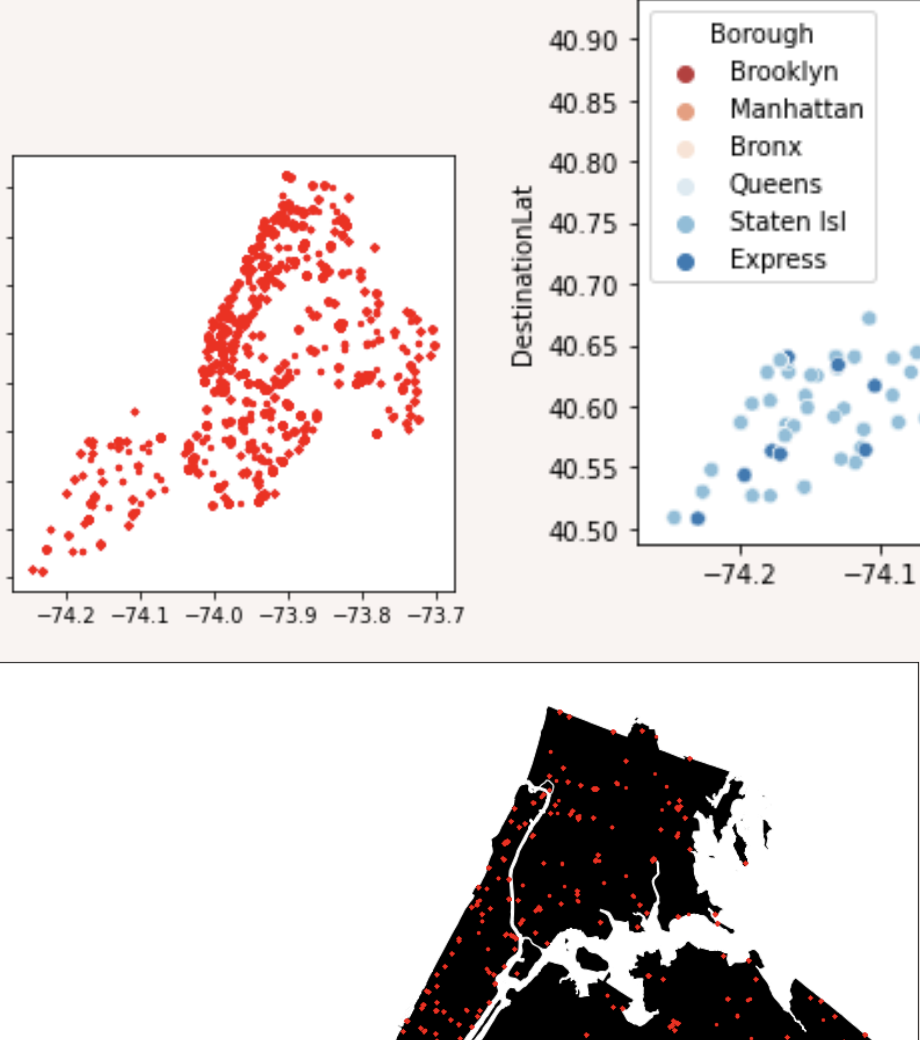 Borough
Brooklyn
Manhattan
Bronx
Queens
Staten Isl
Express
40.90
40.85
40.80
40.75
40.70
40.65
40.60
40.55
40.50
DestinationLat
−74.2
−74.1
−74.2
−74.1
−74.0
−73.9
−73.8
−73.7